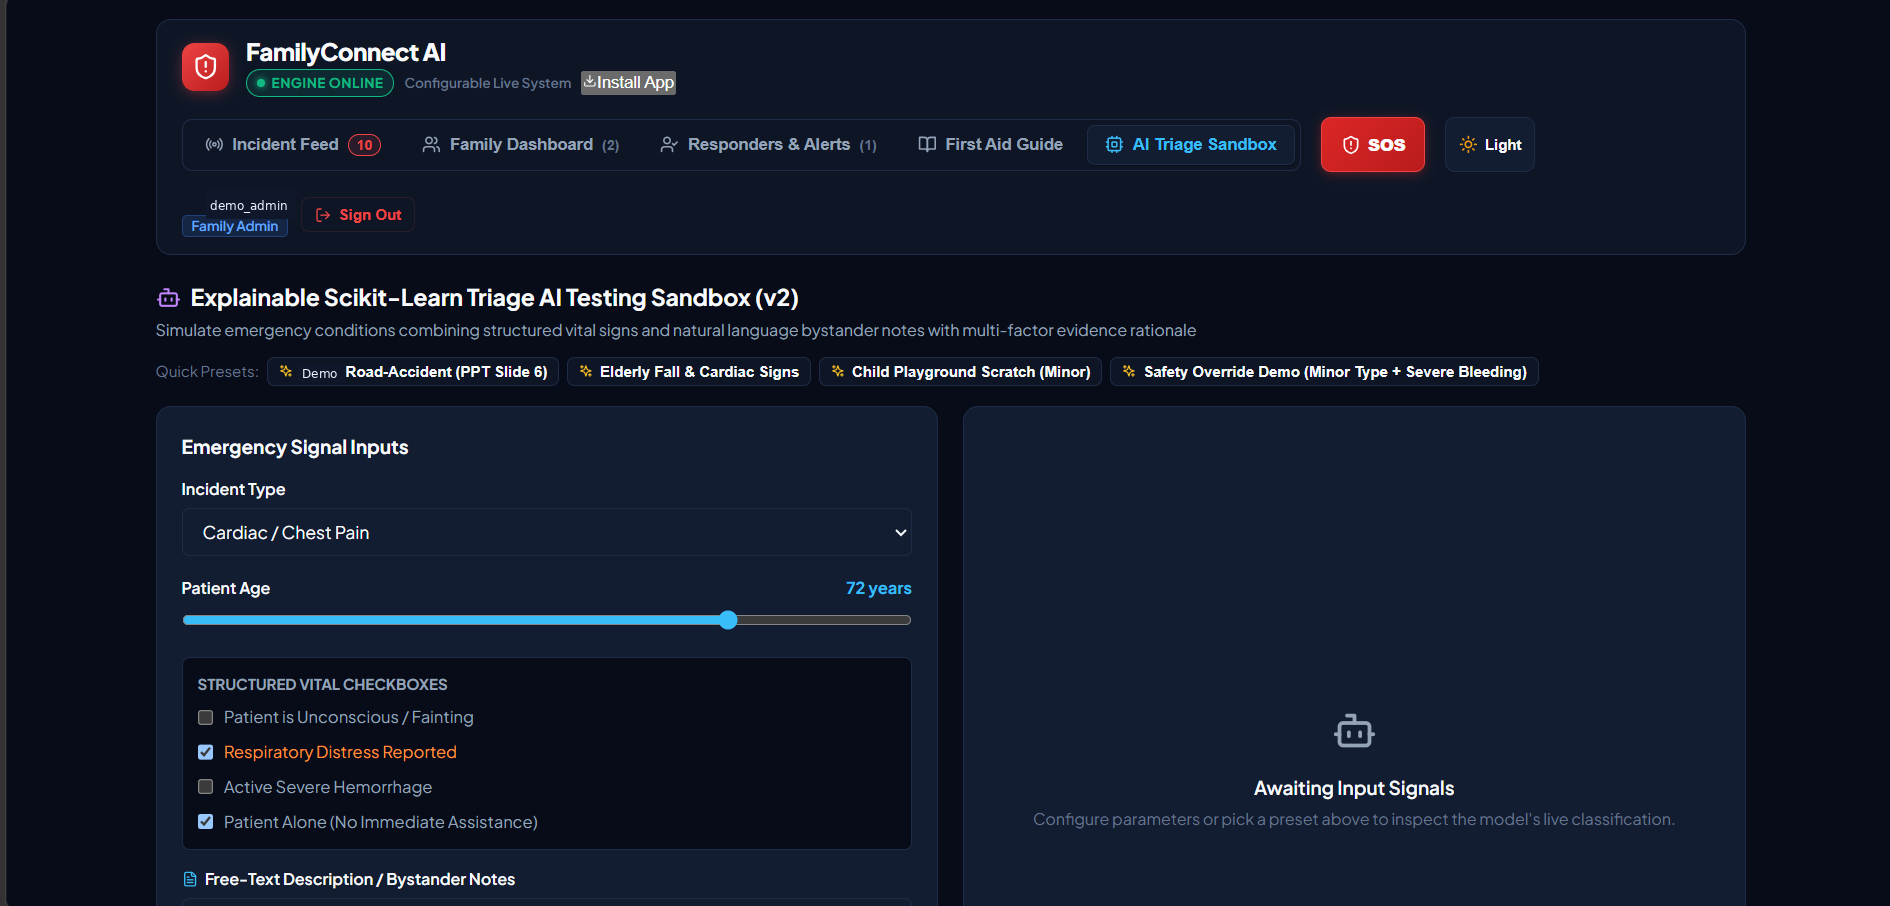 FamilyConnect AI
ENGINE ONLINE Configurable Live System Install App
Incident Feed 10 Family Dashboard (2) Responders & Alerts (1) First Aid Guide AI Triage Sandbox SOS Light
demo_admin
Family Admin
Sign Out
Explainable Scikit-Learn Triage AI Testing Sandbox (v2)
Simulate emergency conditions combining structured vital signs and natural language bystander notes with multi-factor evidence rationale
Quick Presets: Demo Road-Accident (PPT Slide 6) Elderly Fall & Cardiac Signs Child Playground Scratch (Minor) Safety Override Demo (Minor Type + Severe Bleeding)
Emergency Signal Inputs
Incident Type
Cardiac / Chest Pain
Patient Age 72 years
STRUCTURED VITAL CHECKBOXES
Patient is Unconscious / Fainting
Respiratory Distress Reported
Active Severe Hemorrhage
Patient Alone (No Immediate Assistance)
Free-Text Description / Bystander Notes
Awaiting Input Signals
Configure parameters or pick a preset above to inspect the model's live classification.